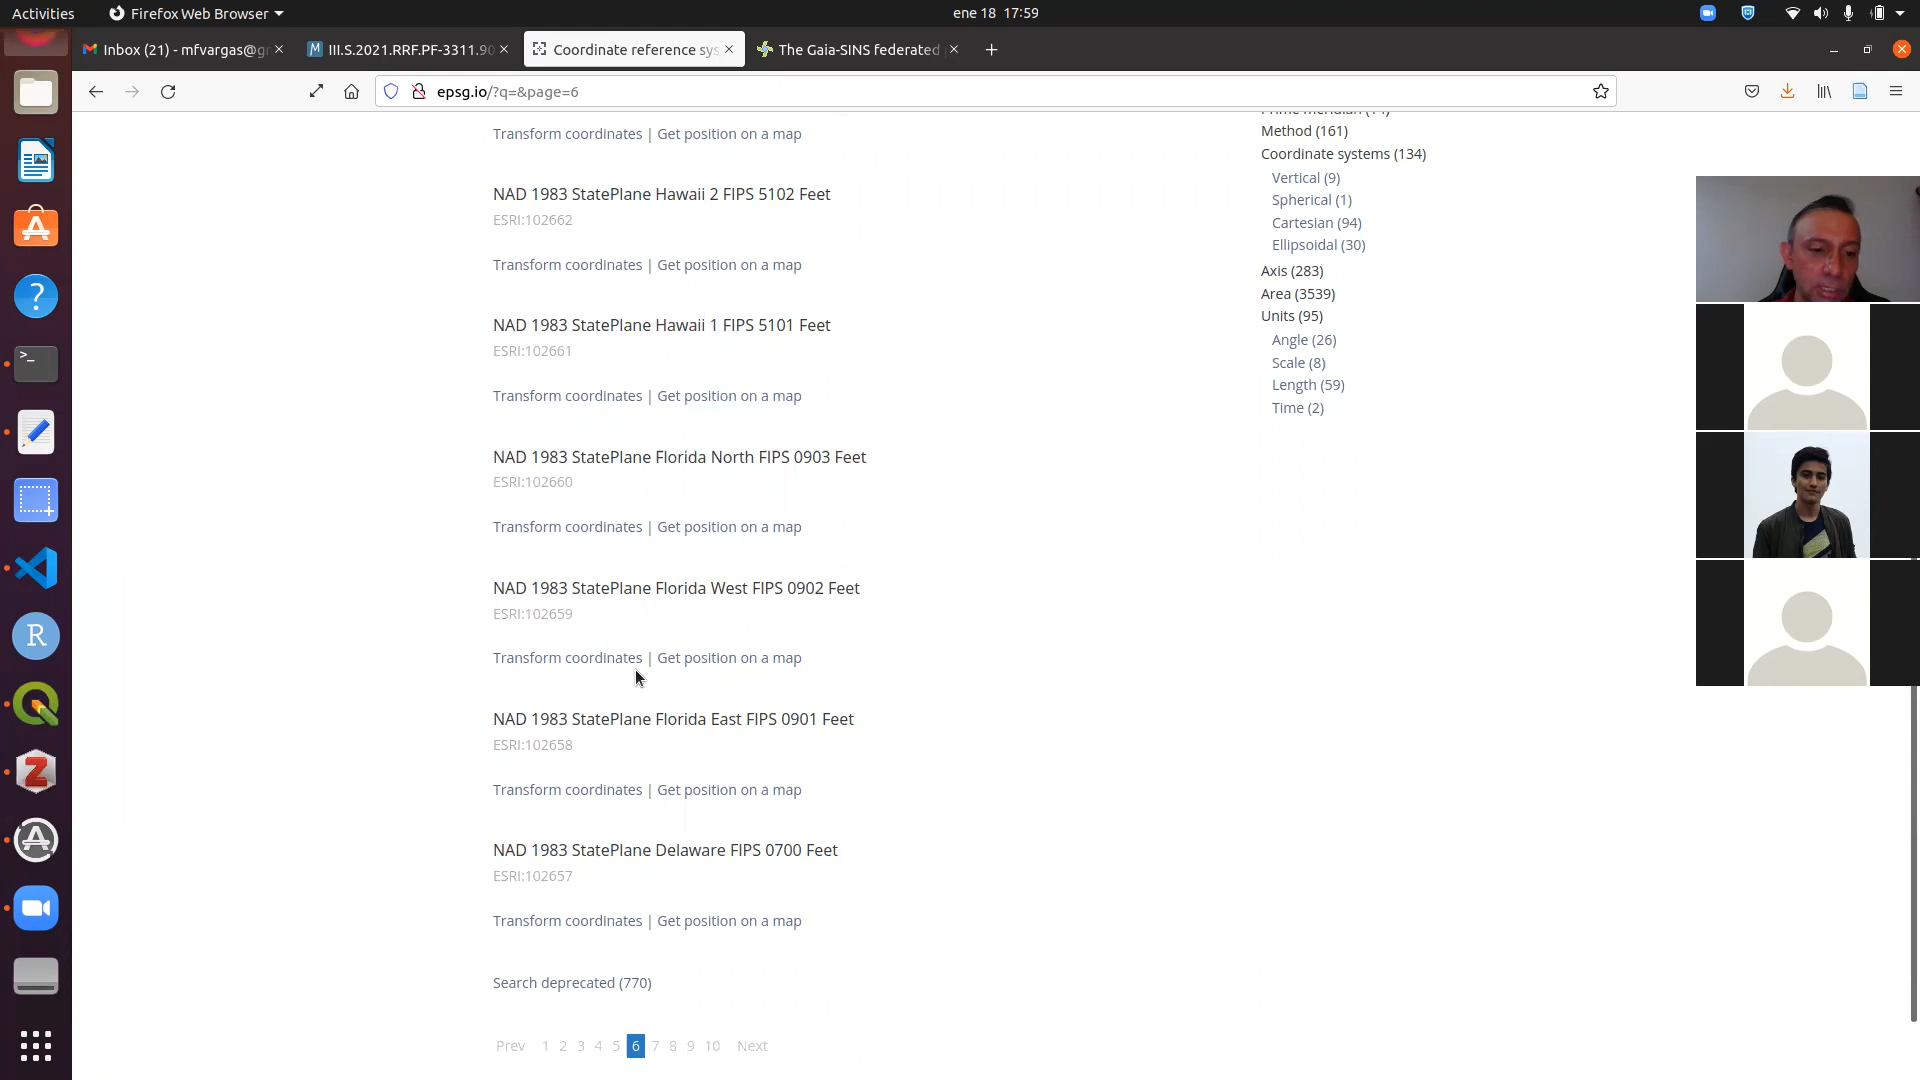 Activities
Firefox Web Browser
ene 18 17:59
Inbox (21) - mfvargas@gr
III.S.2021.RRF.PF-3311.90
Coordinate reference sys
The Gaia-SINS federated
epsg.io/?q=&page=6
Transform coordinates | Get position on a map
NAD 1983 StatePlane Hawaii 2 FIPS 5102 Feet
ESRI:102662
Transform coordinates | Get position on a map
NAD 1983 StatePlane Hawaii 1 FIPS 5101 Feet
ESRI:102661
Transform coordinates | Get position on a map
NAD 1983 StatePlane Florida North FIPS 0903 Feet
ESRI:102660
Transform coordinates | Get position on a map
NAD 1983 StatePlane Florida West FIPS 0902 Feet
ESRI:102659
Transform coordinates | Get position on a map
NAD 1983 StatePlane Florida East FIPS 0901 Feet
ESRI:102658
Transform coordinates | Get position on a map
NAD 1983 StatePlane Delaware FIPS 0700 Feet
ESRI:102657
Transform coordinates | Get position on a map
Search deprecated (770)
Prev 1 2 3 4 5 6 7 8 9 10 Next
Method (161)
Coordinate systems (134)
Vertical (9)
Spherical (1)
Cartesian (94)
Ellipsoidal (30)
Axis (283)
Area (3539)
Units (95)
Angle (26)
Scale (8)
Length (59)
Time (2)